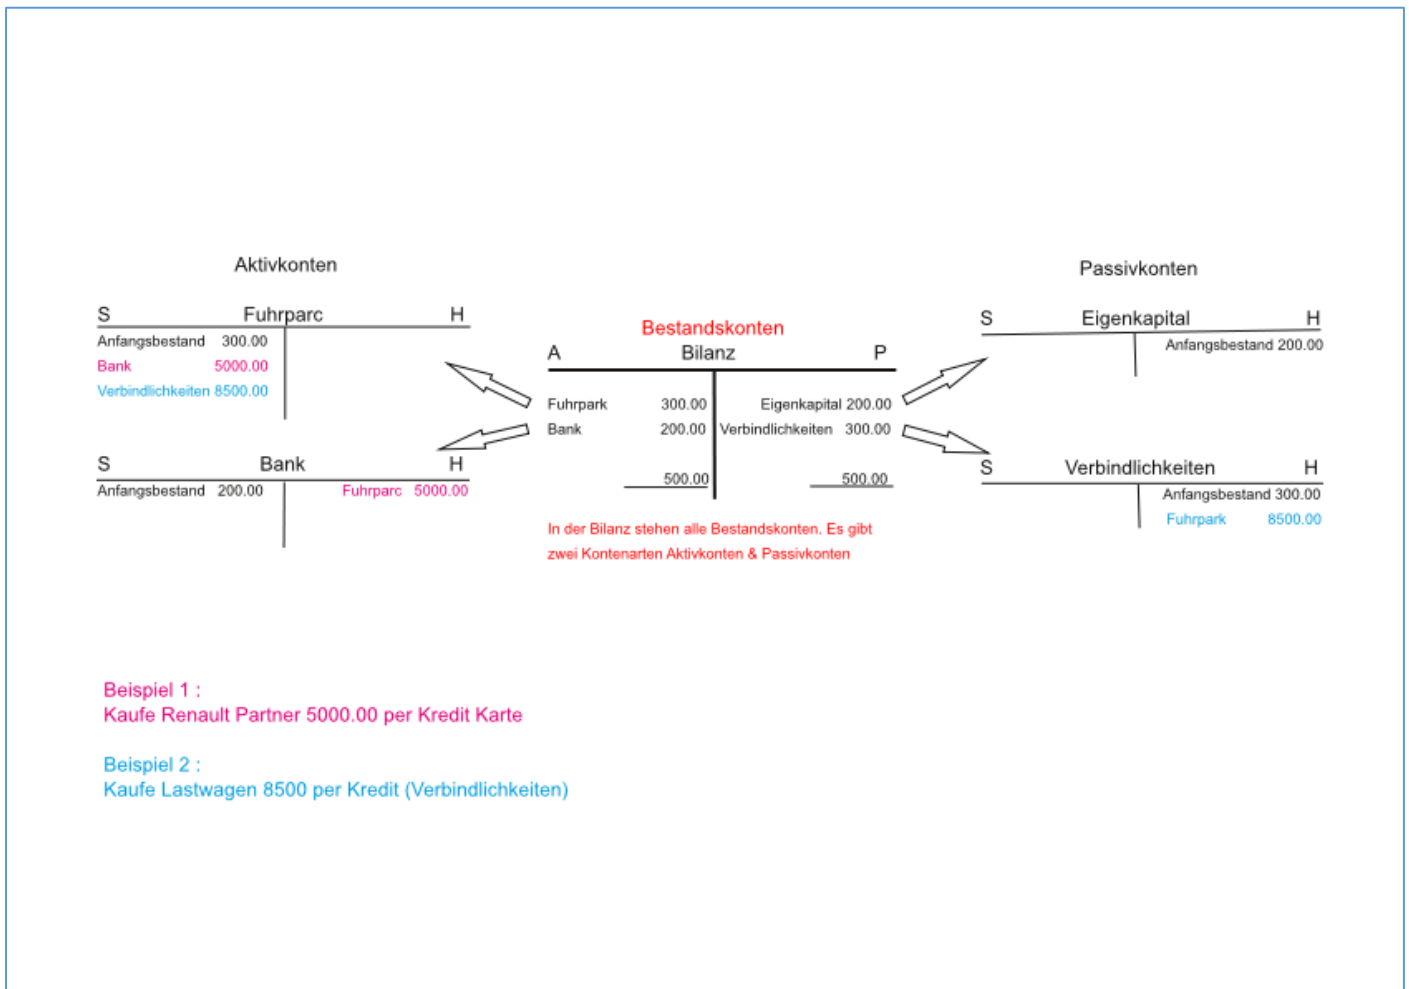 Aktivkonten
S Fuhrparc H
Anfangsbestand 300.00
Bank 5000.00
Verbindlichkeiten 8500.00
S Bank H
Anfangsbestand 200.00 Fuhrparc 5000.00
Bestandskonten
A Bilanz P
Fuhrpark 300.00 Eigenkapital 200.00
Bank 200.00 Verbindlichkeiten 300.00
500.00 500.00
In der Bilanz stehen alle Bestandskonten. Es gibt
zwei Kontenarten Aktivkonten & Passivkonten
Passivkonten
S Eigenkapital H
Anfangsbestand 200.00
S Verbindlichkeiten H
Anfangsbestand 300.00
Fuhrpark 8500.00
Beispiel 1 :
Kaufe Renault Partner 5000.00 per Kredit Karte
Beispiel 2 :
Kaufe Lastwagen 8500 per Kredit (Verbindlichkeiten)